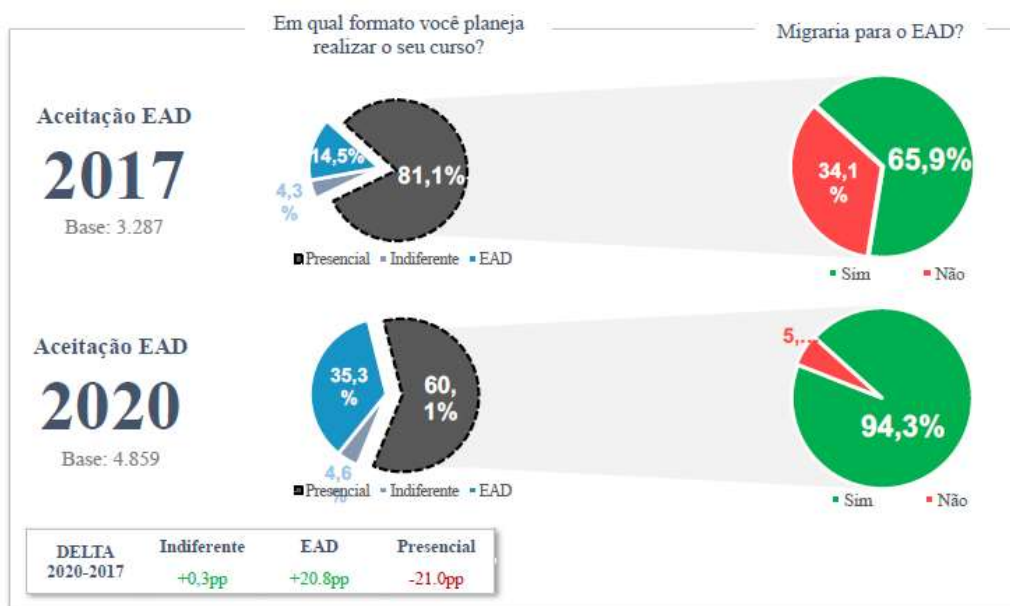 Em qual formato você planeja
realizar o seu curso?
Migraria para o EAD?
Aceitação EAD
2017
Base: 3.287
14,5%
4,3
%
81,1%
Presencial Indiferente EAD
34,1
%
65,9%
Sim Não
Aceitação EAD
2020
Base: 4.859
35,3
%
4,6
%
60,
1%
Presencial Indiferente EAD
5,...
94,3%
Sim Não
DELTA
2020-2017
Indiferente EAD Presencial
+0,3pp +20.8pp -21.0pp